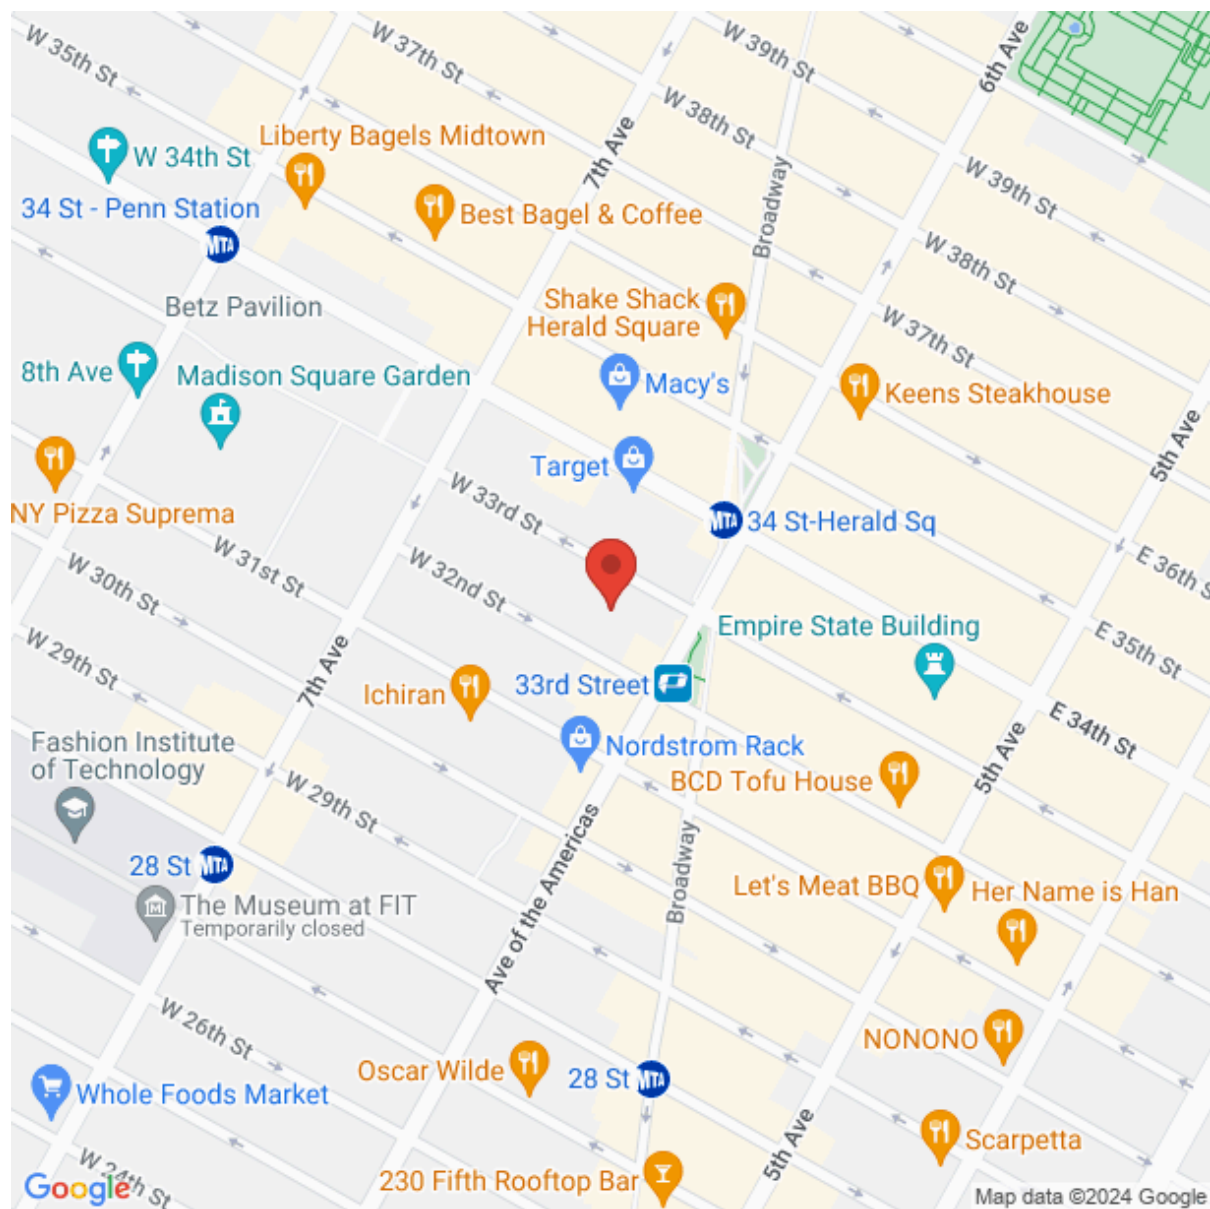 W 35th St
W 37th St
W 39th St
6th Ave
W 38th St
Liberty Bagels Midtown
7th Ave
W 34th St
W 39th St
34 St - Penn Station
MTA
Best Bagel & Coffee
Broadway
W 38th St
Betz Pavilion
Shake Shack
Herald Square
W 37th St
8th Ave
Madison Square Garden
Macy's
Keens Steakhouse
5th Ave
Target
NY Pizza Suprema
W 33rd St
MTA
34 St-Herald Sq
W 31st St
W 32nd St
E 36th S
W 30th St
Empire State Building
E 35th St
W 29th St
7th Ave
Ichiran
33rd Street
E 34th St
Fashion Institute
of Technology
Nordstrom Rack
5th Ave
BCD Tofu House
W 29th St
28 St
MTA
Ave of the Americas
Broadway
Let's Meat BBQ
Her Name is Han
The Museum at FIT
Temporarily closed
W 26th St
NONONO
Oscar Wilde
28 St
MTA
Whole Foods Market
5th Ave
Scarpetta
W 24th St
230 Fifth Rooftop Bar
Google
Map data ©2024 Google